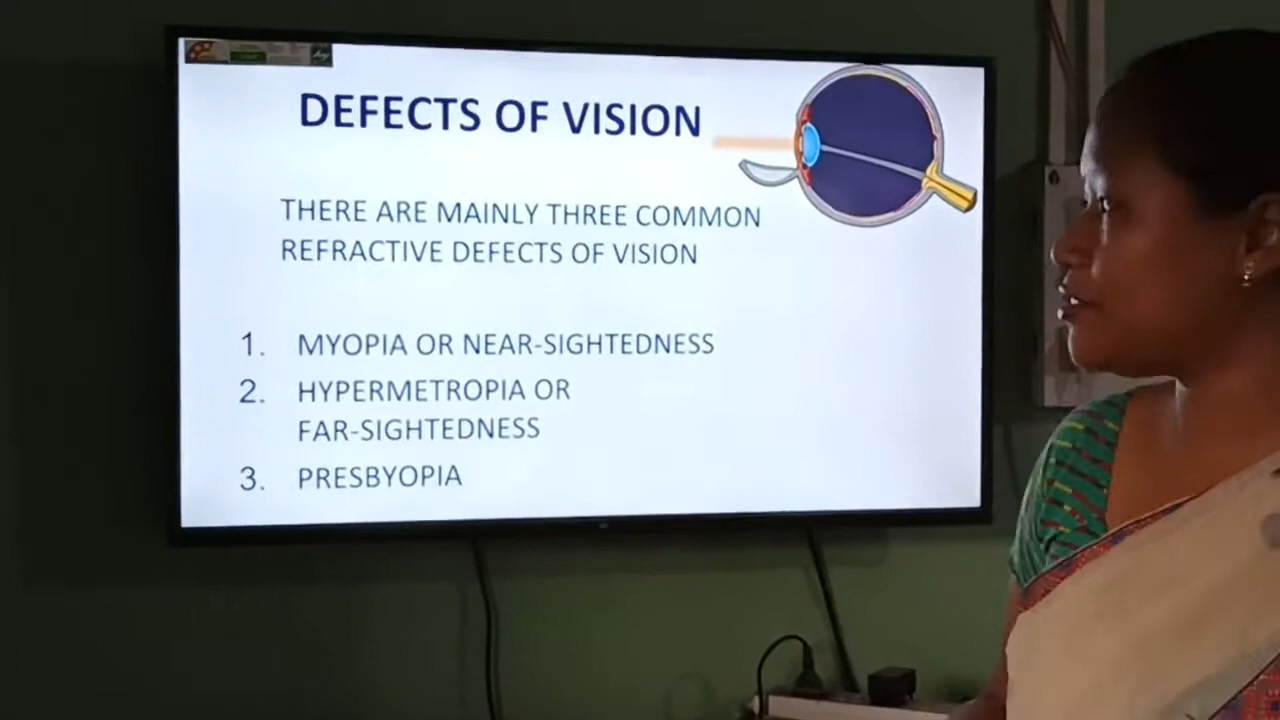 DEFECTS OF VISION
THERE ARE MAINLY THREE COMMON
REFRACTIVE DEFECTS OF VISION
1. MYOPIA OR NEAR-SIGHTEDNESS
2. HYPERMETROPIA OR
FAR-SIGHTEDNESS
3. PRESBYOPIA